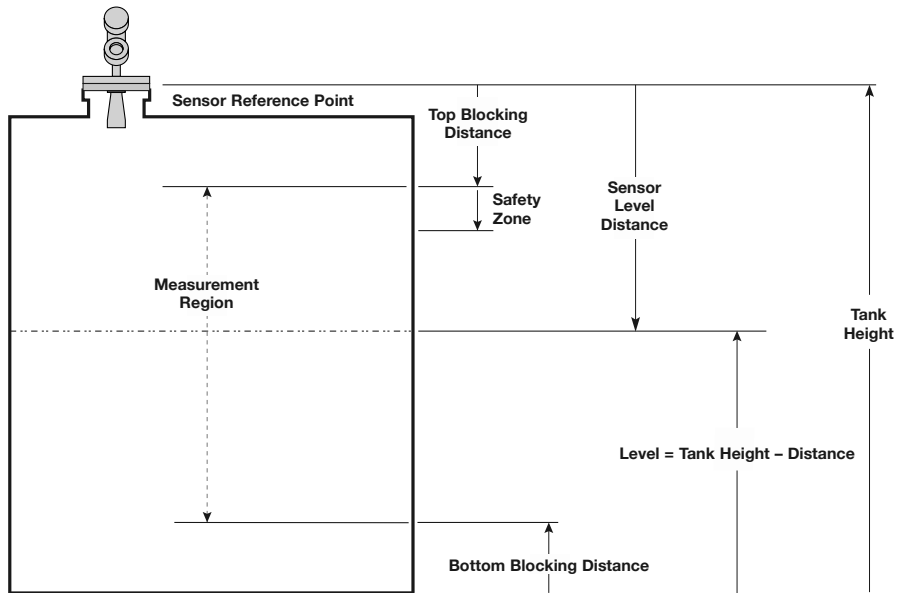 Sensor Reference Point
Top Blocking
Distance
Safety
Zone
Sensor
Level
Distance
Measurement
Region
Tank
Height
Level = Tank Height – Distance
Bottom Blocking Distance